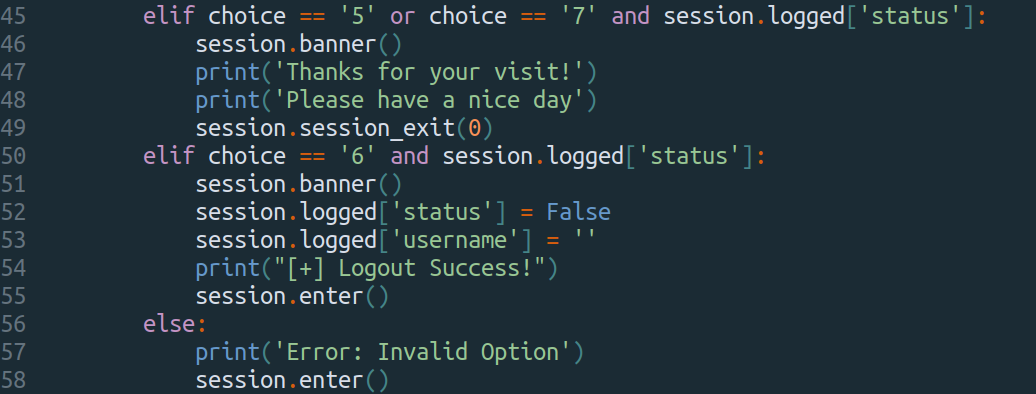 45         elif choice == '5' or choice == '7' and session.logged['status']:
46             session.banner()
47             print('Thanks for your visit!')
48             print('Please have a nice day')
49             session.session_exit(0)
50         elif choice == '6' and session.logged['status']:
51             session.banner()
52             session.logged['status'] = False
53             session.logged['username'] = ''
54             print("[+] Logout Success!")
55             session.enter()
56         else:
57             print('Error: Invalid Option')
58             session.enter()